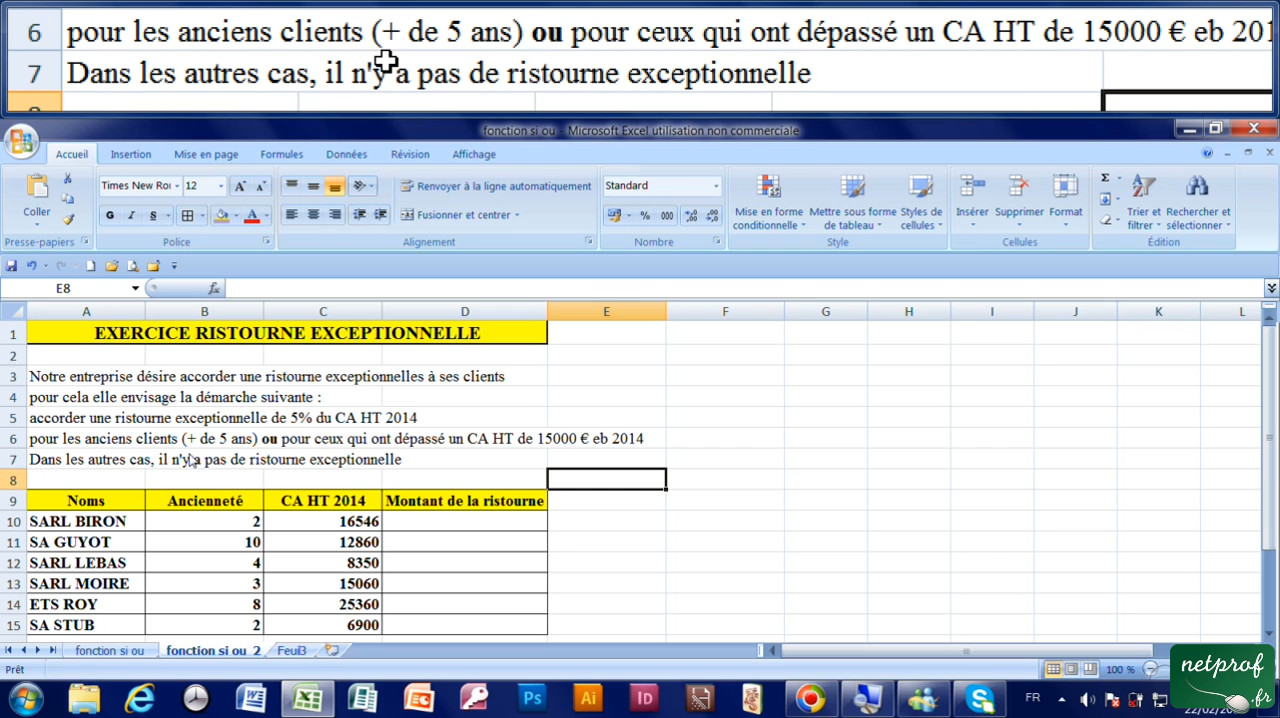 6 pour les anciens clients (+ de 5 ans) ou pour ceux qui ont dépassé un CA HT de 15000 € eb 201
7 Dans les autres cas, il n'y a pas de ristourne exceptionnelle
fonction si ou - Microsoft Excel utilisation non commerciale
Accueil Insertion Mise en page Formules Données Révision Affichage
Times New Roi 12 A A Renvoyer à la ligne automatiquement Standard
Coller
G I S A Fusionner et centrer % 000
Mise en forme conditionnelle Mettre sous forme de tableau Styles de cellules Insérer Supprimer Format Σ Trier et filtrer Rechercher et sélectionner
Presse-papiers Police Alignement Nombre Style Cellules Édition
E8 fx
A B C D E F G H I J K L
1 EXERCICE RISTOURNE EXCEPTIONNELLE
2
3 Notre entreprise désire accorder une ristourne exceptionnelles à ses clients
4 pour cela elle envisage la démarche suivante :
5 accorder une ristourne exceptionnelle de 5% du CA HT 2014
6 pour les anciens clients (+ de 5 ans) ou pour ceux qui ont dépassé un CA HT de 15000 € eb 2014
7 Dans les autres cas, il n'y a pas de ristourne exceptionnelle
8
9 Noms Ancienneté CA HT 2014 Montant de la ristourne
10 SARL BIRON 2 16546
11 SA GUYOT 10 12860
12 SARL LEBAS 4 8350
13 SARL MOIRE 3 15060
14 ETS ROY 8 25360
15 SA STUB 2 6900
fonction si ou fonction si ou 2 Feuil3
Prêt 100 %
netprof.fr
Ps Ai ID FR
22/02/20